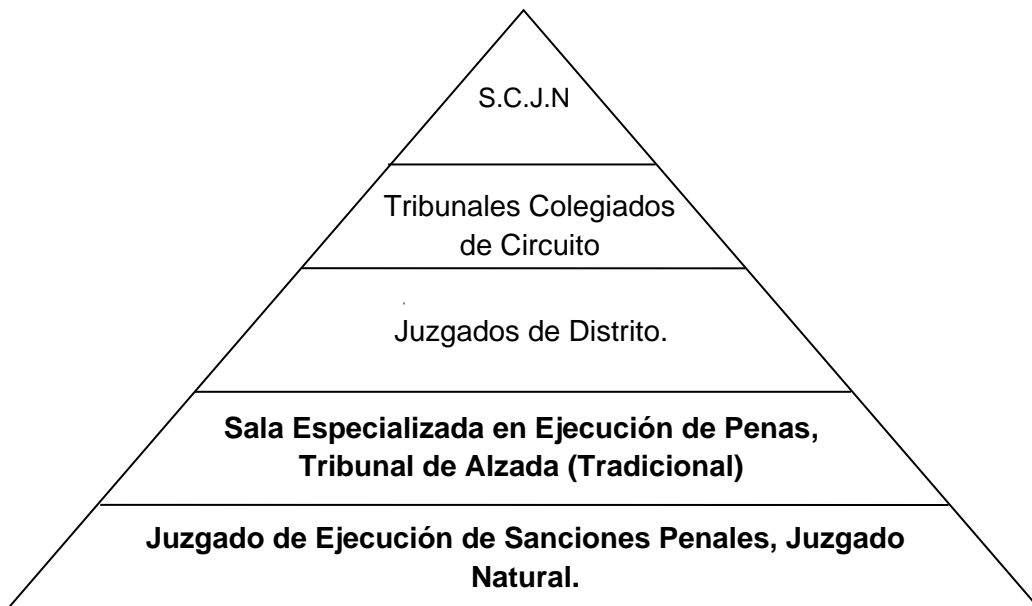 S.C.J.N
Tribunales Colegiados
de Circuito
Juzgados de Distrito.
Sala Especializada en Ejecución de Penas,
Tribunal de Alzada (Tradicional)
Juzgado de Ejecución de Sanciones Penales, Juzgado
Natural.